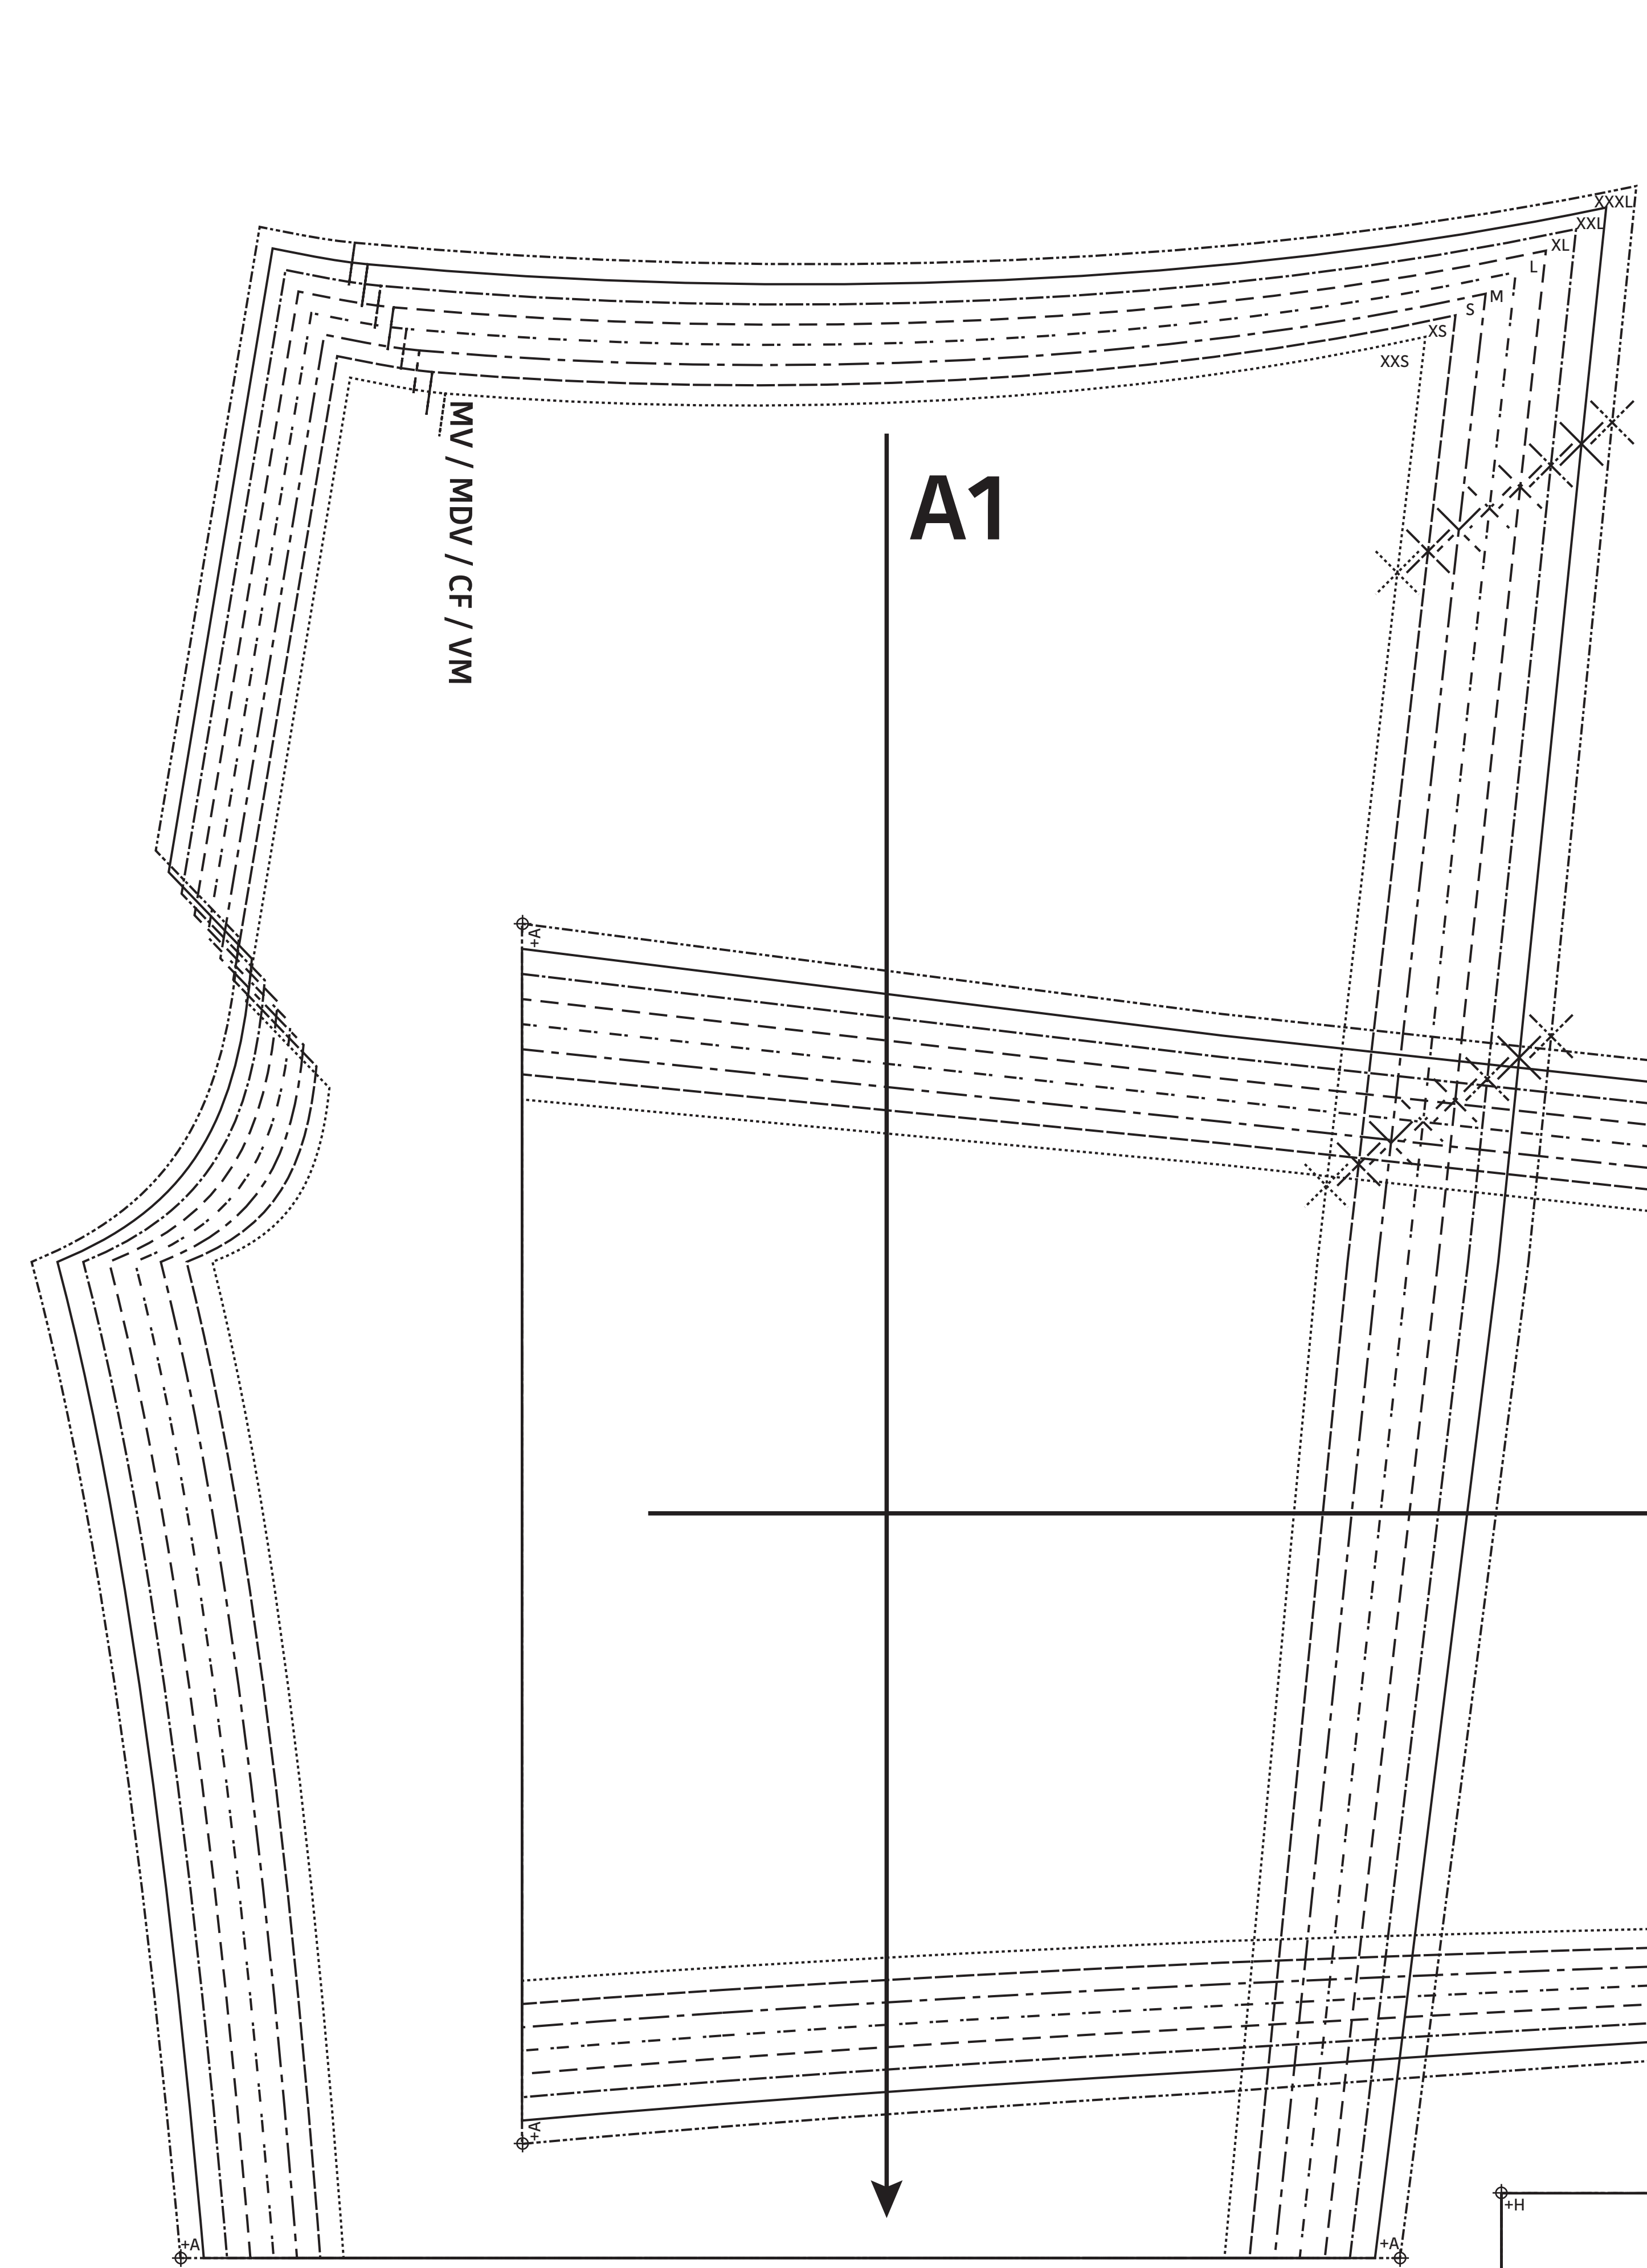 XXXL
XXL
XL
L
M
S
XS
XXS
A1
MV / MDV / CF / VM
+A
+A
+H
+A
+A